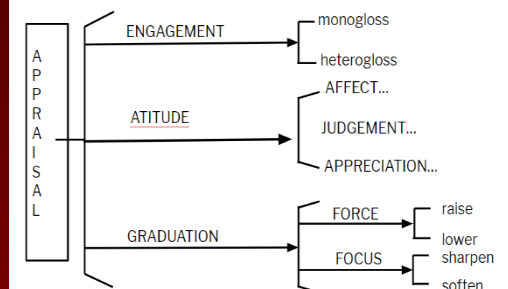 APPRAISAL
ENGAGEMENT
monogloss
heterogloss
ATITUDE
AFFECT...
JUDGEMENT...
APPRECIATION...
GRADUATION
FORCE
raise
lower
FOCUS
sharpen
soften